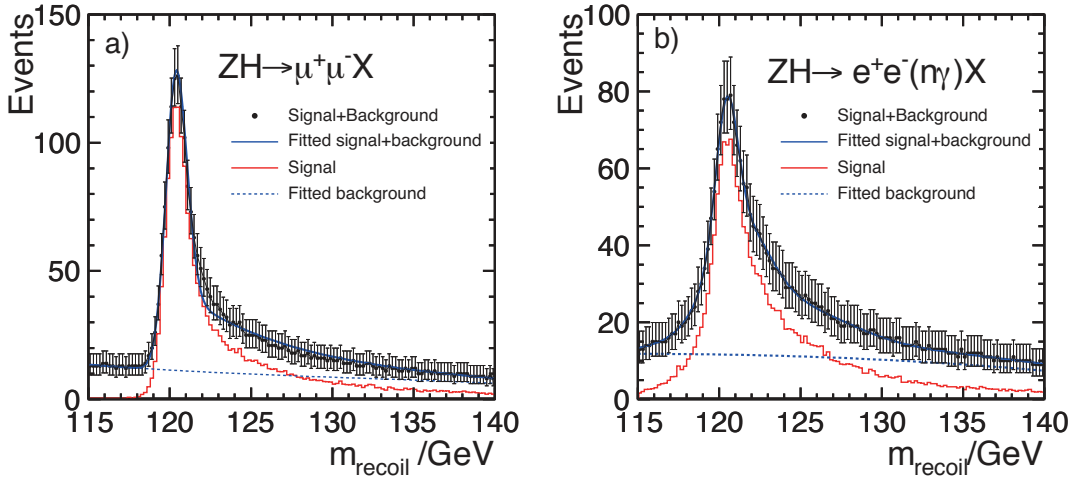 a)
ZH→μ⁺μ⁻X
Signal+Background
Fitted signal+background
Signal
Fitted background
Events
150
100
50
0
115 120 125 130 135 140
m_recoil /GeV
b)
ZH→ e⁺e⁻(nγ)X
Signal+Background
Fitted signal+background
Signal
Fitted background
Events
100
80
60
40
20
0
115 120 125 130 135 140
m_recoil /GeV